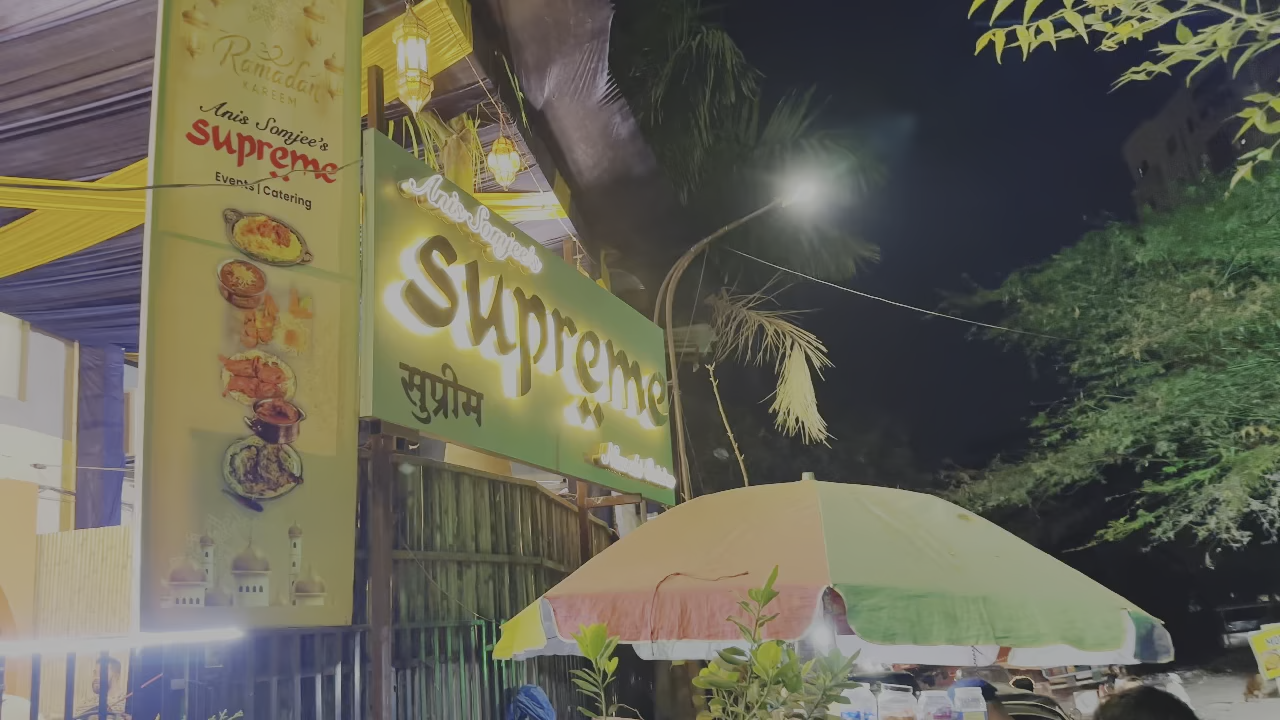 Ramadan
KAREEM
Anis Somjee's
supreme
Events | Catering
Anis Somjee's
supreme
सुप्रीम